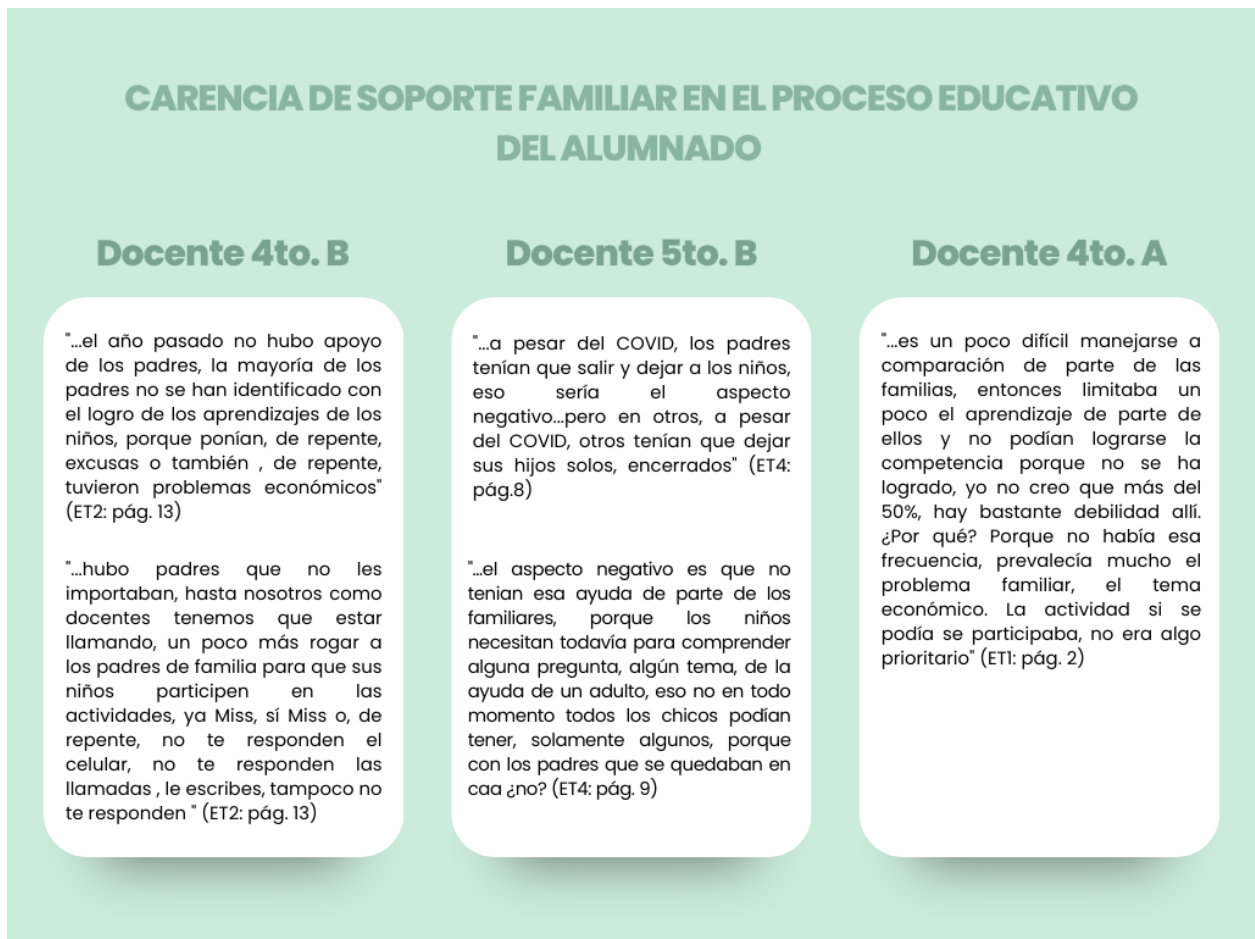 CARENCIA DE SOPORTE FAMILIAR EN EL PROCESO EDUCATIVO
DEL ALUMNADO
Docente 4to. B
"...el año pasado no hubo apoyo
de los padres, la mayoría de los
padres no se han identificado con
el logro de los aprendizajes de los
niños, porque ponían, de repente,
excusas o también , de repente,
tuvieron problemas económicos"
(ET2: pág. 13)
"...hubo padres que no les
importaban, hasta nosotros como
docentes tenemos que estar
llamando, un poco más rogar a
los padres de familia para que sus
niños participen en las
actividades, ya Miss, sí Miss o, de
repente, no te responden el
celular, no te responden las
llamadas , le escribes, tampoco no
te responden " (ET2: pág. 13)
Docente 5to. B
"...a pesar del COVID, los padres
tenían que salir y dejar a los niños,
eso sería el aspecto
negativo...pero en otros, a pesar
del COVID, otros tenían que dejar
sus hijos solos, encerrados" (ET4:
pág.8)
"...el aspecto negativo es que no
tenian esa ayuda de parte de los
familiares, porque los niños
necesitan todavía para comprender
alguna pregunta, algún tema, de la
ayuda de un adulto, eso no en todo
momento todos los chicos podían
tener, solamente algunos, porque
con los padres que se quedaban en
caa ¿no? (ET4: pág. 9)
Docente 4to. A
"...es un poco difícil manejarse a
comparación de parte de las
familias, entonces limitaba un
poco el aprendizaje de parte de
ellos y no podían lograrse la
competencia porque no se ha
logrado, yo no creo que más del
50%, hay bastante debilidad allí.
¿Por qué? Porque no había esa
frecuencia, prevalecía mucho el
problema familiar, el tema
económico. La actividad si se
podía se participaba, no era algo
prioritario" (ET1: pág. 2)